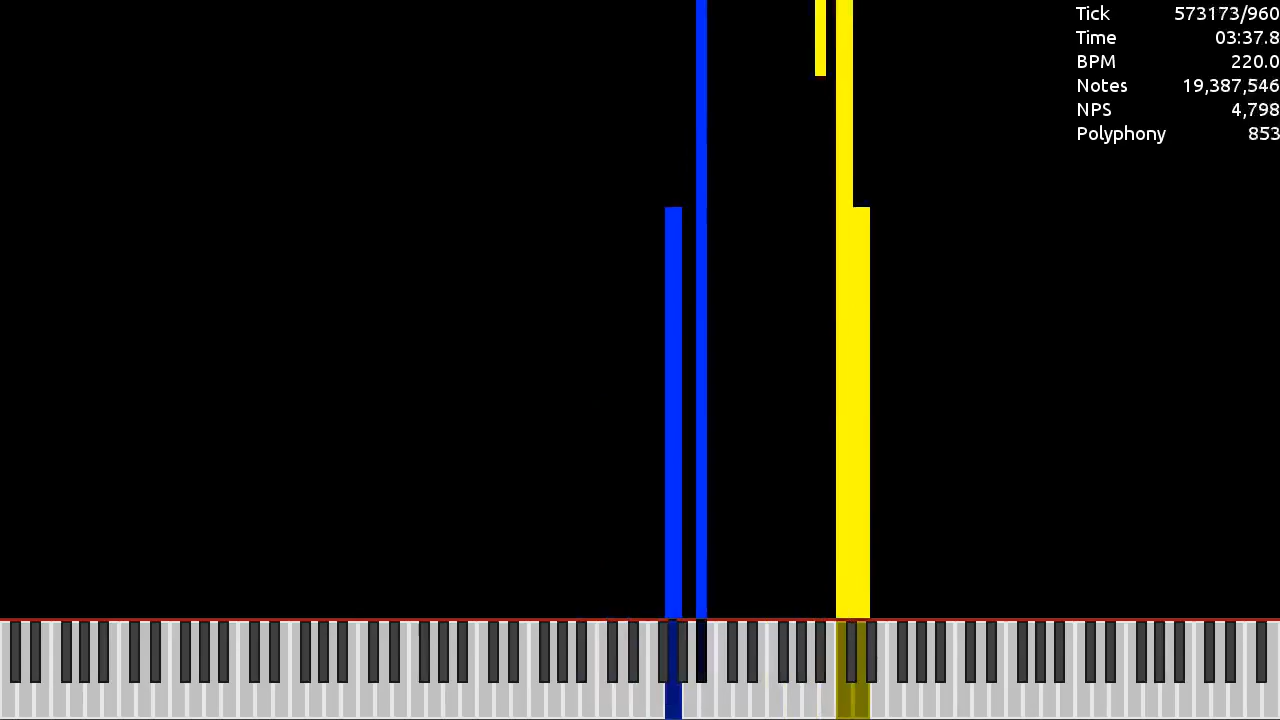 Tick 573173/960
Time 03:37.8
BPM 220.0
Notes 19,387,546
NPS 4,798
Polyphony 853